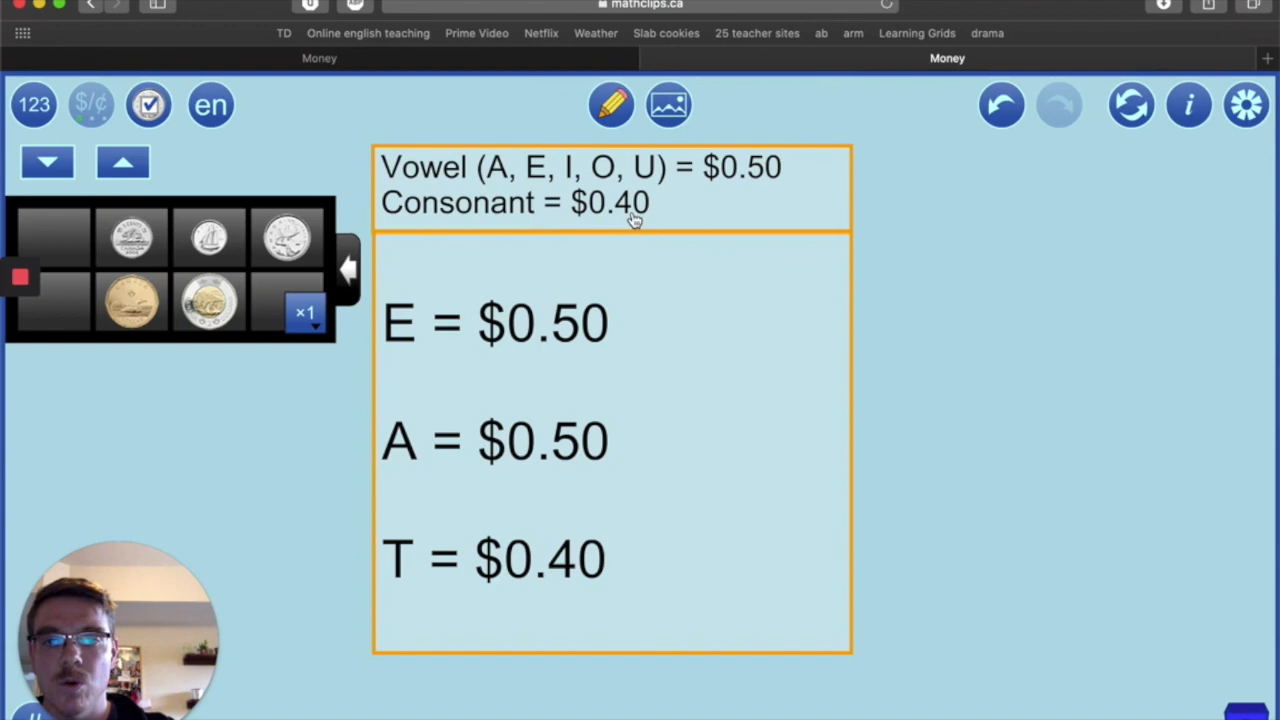 mathclips.ca
TD Online english teaching Prime Video Netflix Weather Slab cookies 25 teacher sites ab arm Learning Grids drama
Money Money
123 $/¢ en i
Vowel (A, E, I, O, U) = $0.50
Consonant = $0.40
×1
E = $0.50
A = $0.50
T = $0.40